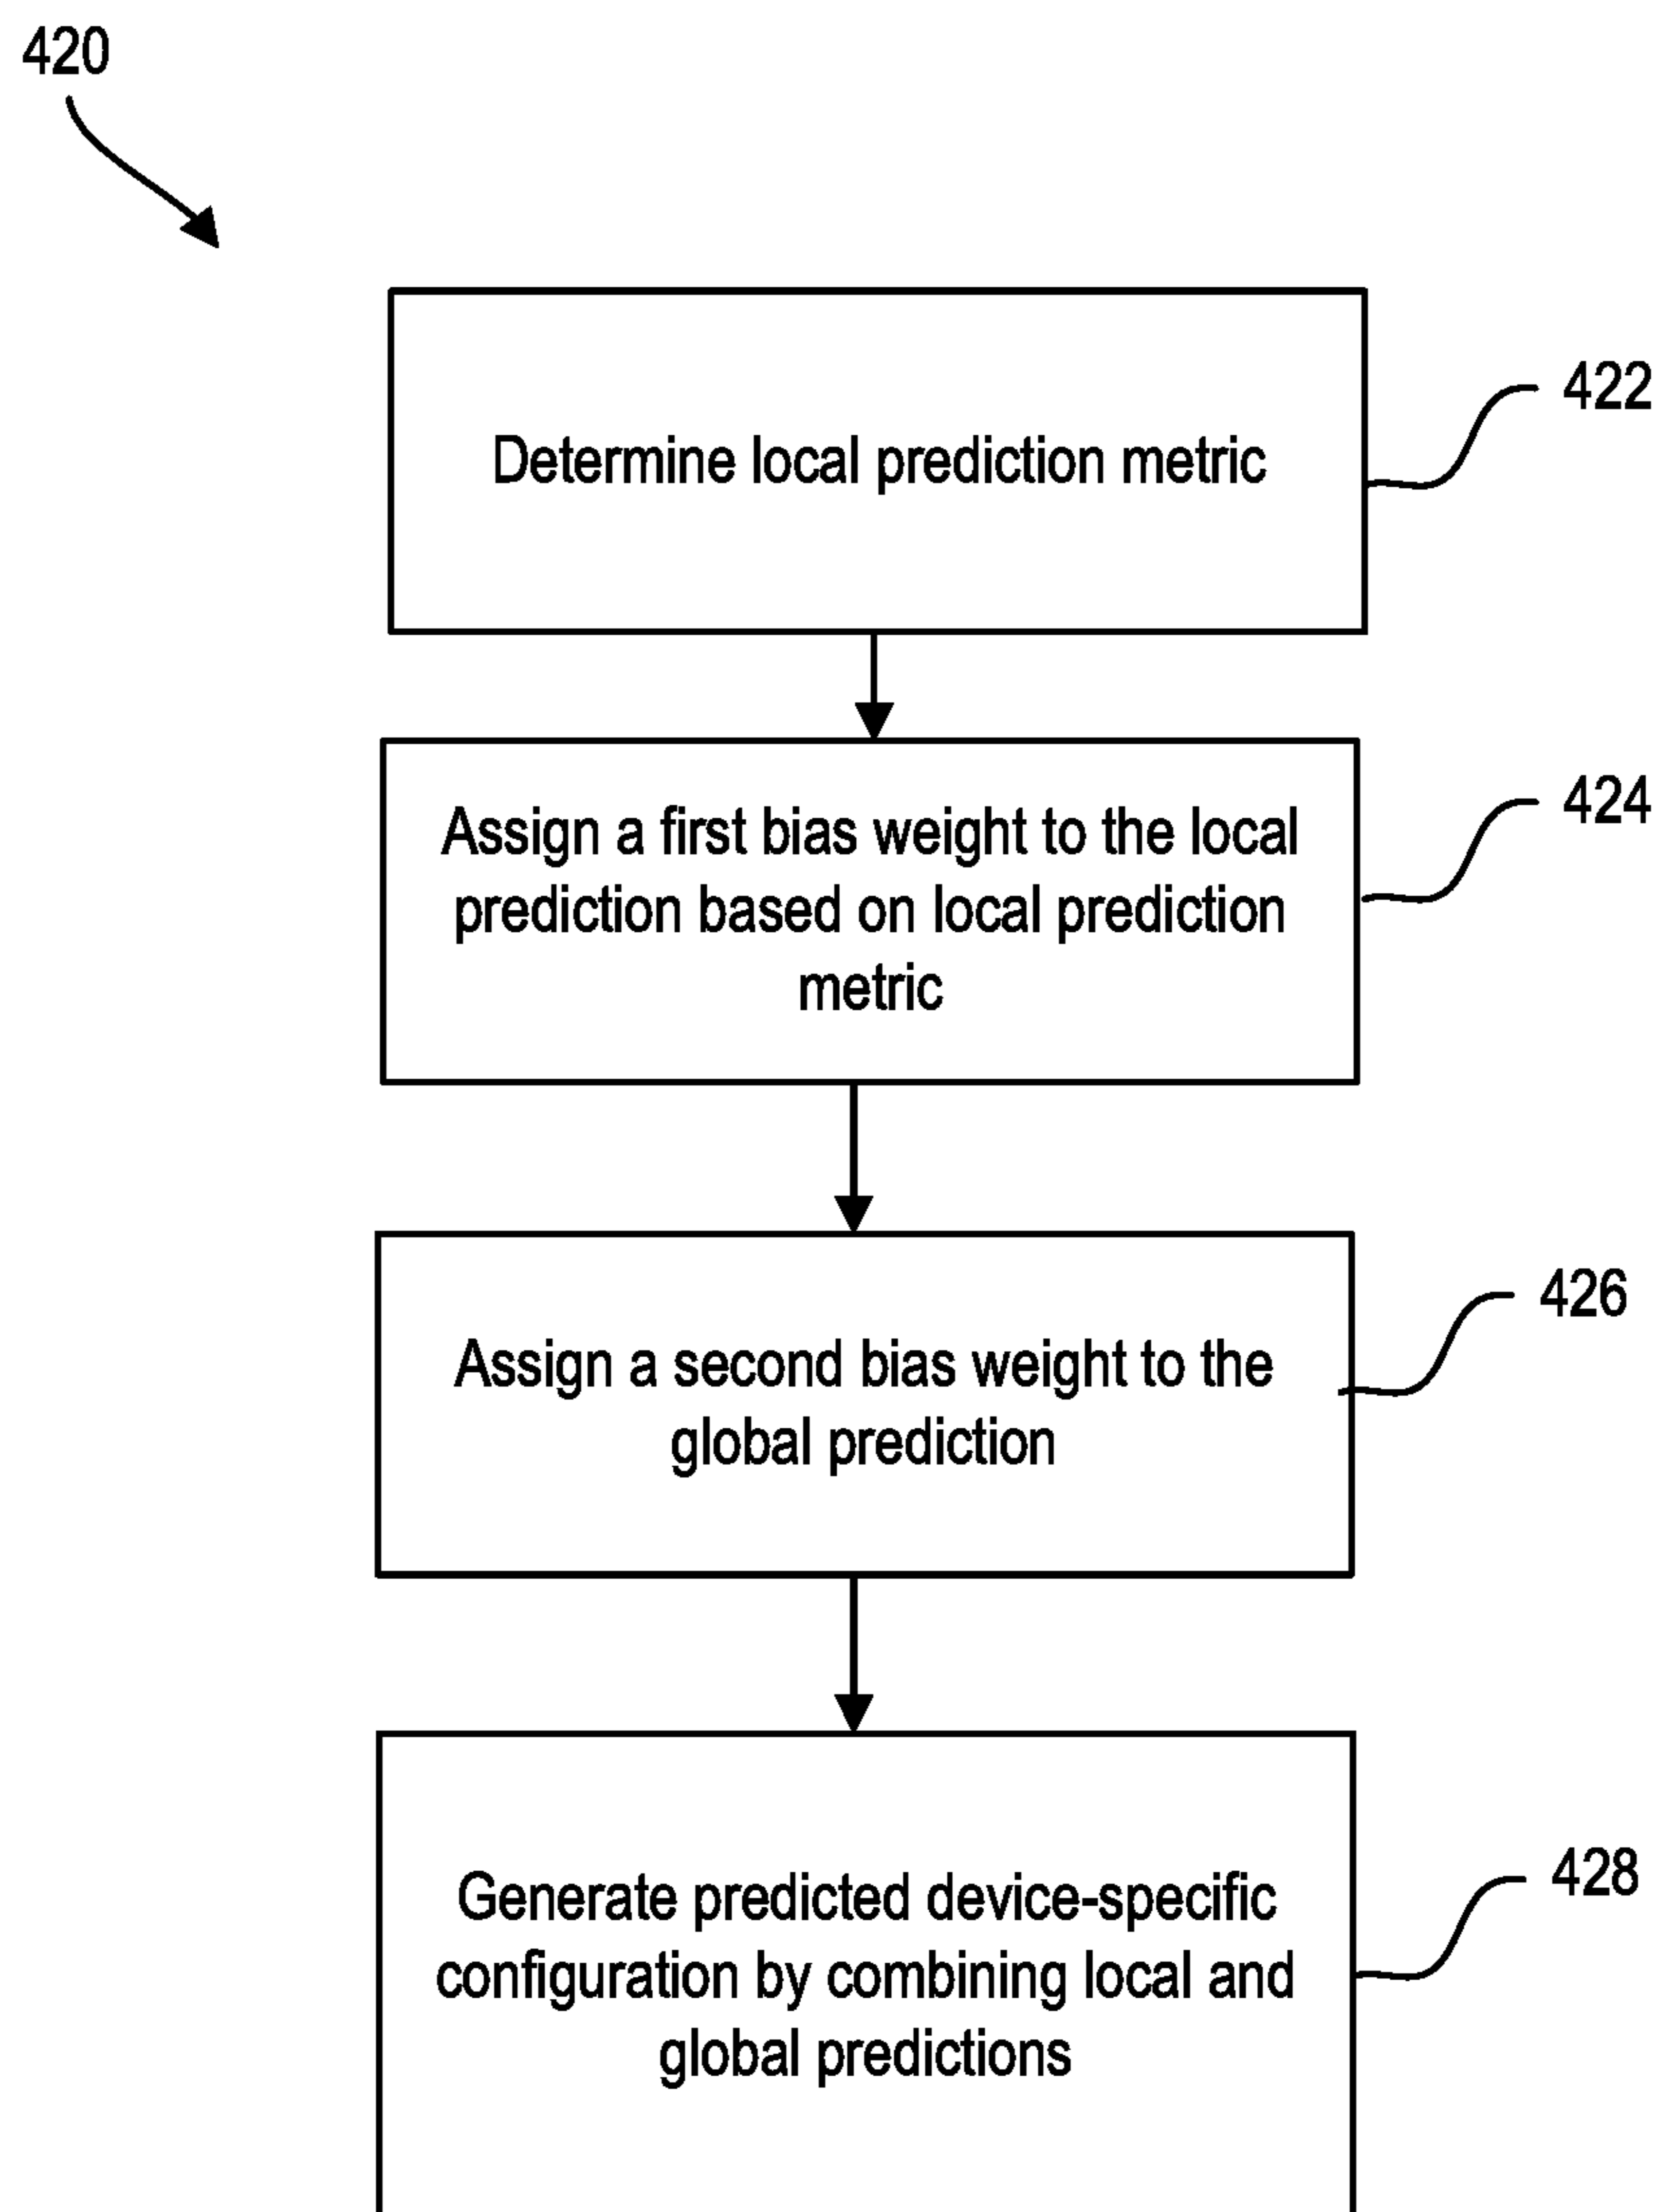 420
Determine local prediction metric
422
Assign a first bias weight to the local
prediction based on local prediction
metric
424
Assign a second bias weight to the
global prediction
426
Generate predicted device-specific
configuration by combining local and
global predictions
428